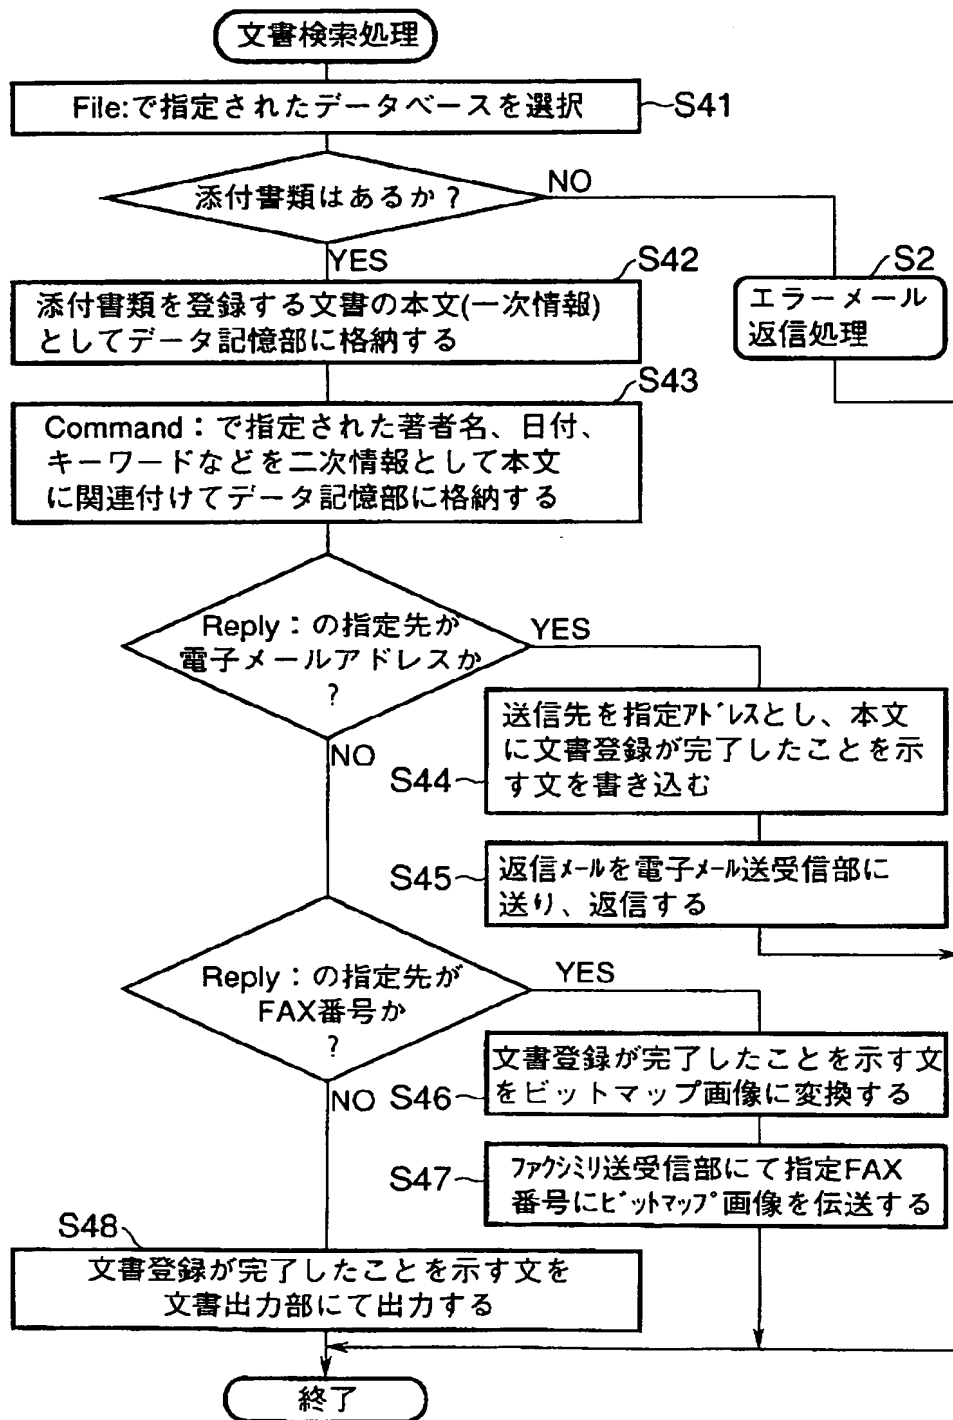 文書検索処理
File:で指定されたデータベースを選択
S41
添付書類はあるか？
NO
YES
S42
添付書類を登録する文書の本文(一次情報)
としてデータ記憶部に格納する
S2
エラーメール
返信処理
S43
Command：で指定された著者名、日付、
キーワードなどを二次情報として本文
に関連付けてデータ記憶部に格納する
Reply：の指定先が
電子メールアドレスか
？
YES
NO
S44
送信先を指定ｱﾄﾞﾚｽとし、本文
に文書登録が完了したことを示
す文を書き込む
S45
返信ﾒｰﾙを電子ﾒｰﾙ送受信部に
送り、返信する
Reply：の指定先が
FAX番号か
？
YES
NO
S46
文書登録が完了したことを示す文
をビットマップ画像に変換する
S47
ﾌｧｸｼﾐﾘ送受信部にて指定FAX
番号にﾋﾞｯﾄﾏｯﾌﾟ画像を伝送する
S48
文書登録が完了したことを示す文を
文書出力部にて出力する
終了